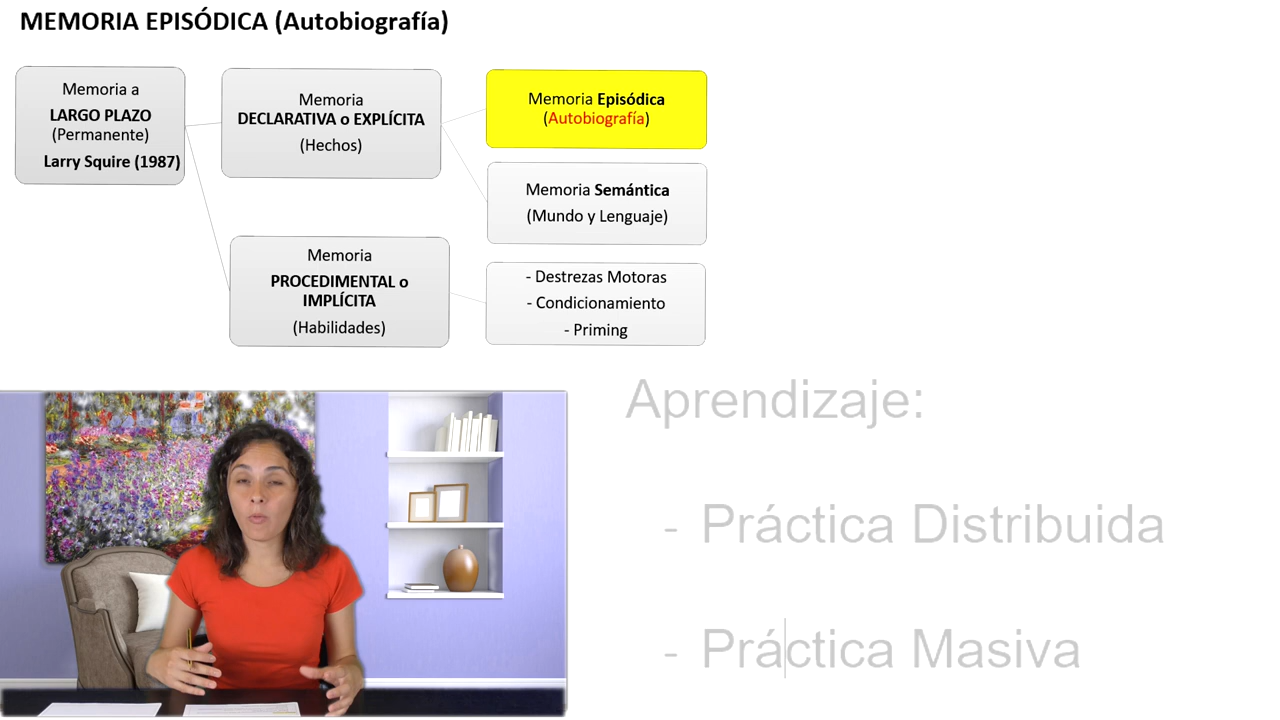 MEMORIA EPISÓDICA (Autobiografía)
Memoria a
LARGO PLAZO
(Permanente)
Larry Squire (1987)
Memoria
DECLARATIVA o EXPLÍCITA
(Hechos)
Memoria Episódica
(Autobiografía)
Memoria Semántica
(Mundo y Lenguaje)
Memoria
PROCEDIMENTAL o
IMPLÍCITA
(Habilidades)
- Destrezas Motoras
- Condicionamiento
- Priming
Aprendizaje:
- Práctica Distribuida
- Práctica Masiva